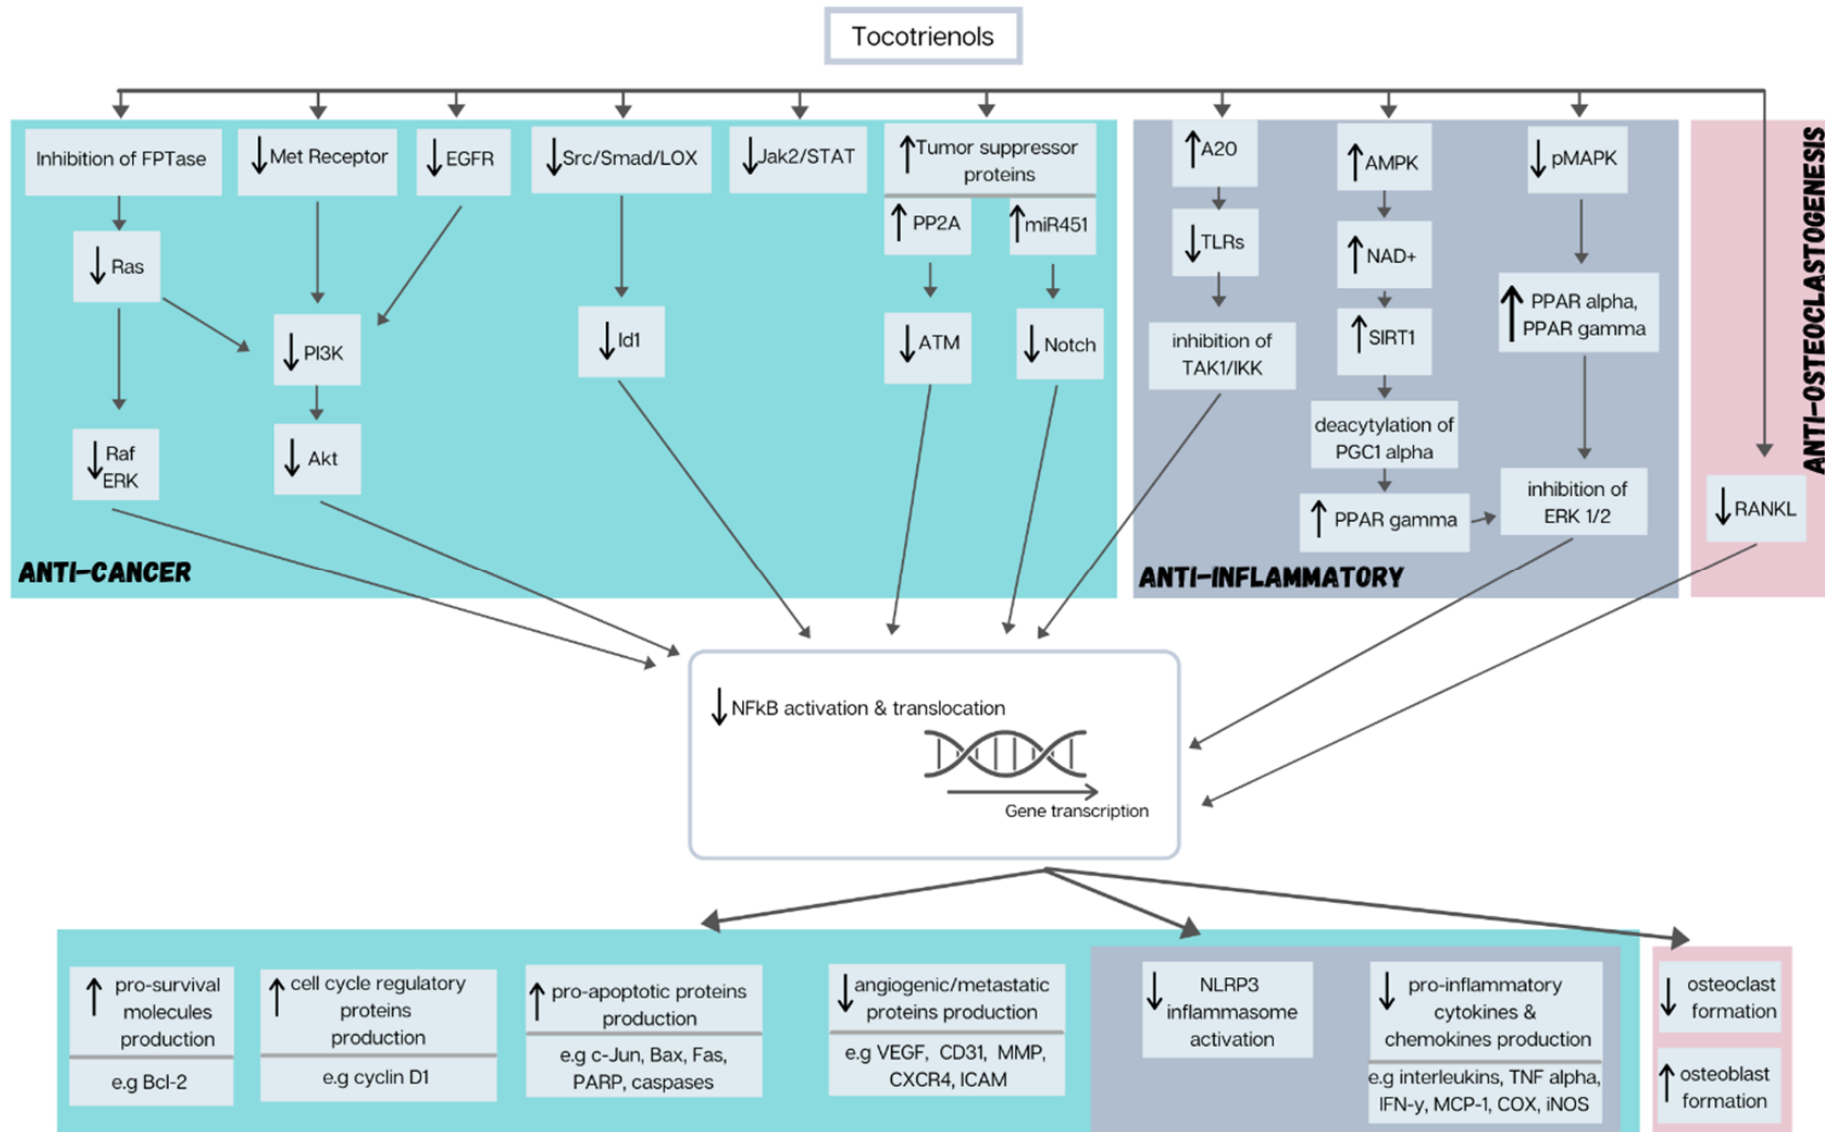 Tocotrienols
Inhibition of FPTase
Met Receptor
EGFR
Src/Smad/LOX
Jak2/STAT
Tumor suppressor
proteins
PP2A
miR451
Ras
PI3K
Id1
ATM
Notch
Raf
ERK
Akt
ANTI-CANCER
A20
AMPK
pMAPK
TLRs
NAD+
PPAR alpha,
PPAR gamma
inhibition of
TAK1/IKK
SIRT1
deacytylation of
PGC1 alpha
PPAR gamma
inhibition of
ERK 1/2
ANTI-INFLAMMATORY
ANTI-OSTEOCLASTOGENESIS
RANKL
NFkB activation & translocation
Gene transcription
pro-survival
molecules
production
e.g Bcl-2
cell cycle regulatory
proteins
production
e.g cyclin D1
pro-apoptotic proteins
production
e.g c-Jun, Bax, Fas,
PARP, caspases
angiogenic/metastatic
proteins production
e.g VEGF, CD31, MMP,
CXCR4, ICAM
NLRP3
inflammasome
activation
pro-inflammatory
cytokines &
chemokines production
e.g interleukins, TNF alpha,
IFN-y, MCP-1, COX, iNOS
osteoclast
formation
osteoblast
formation